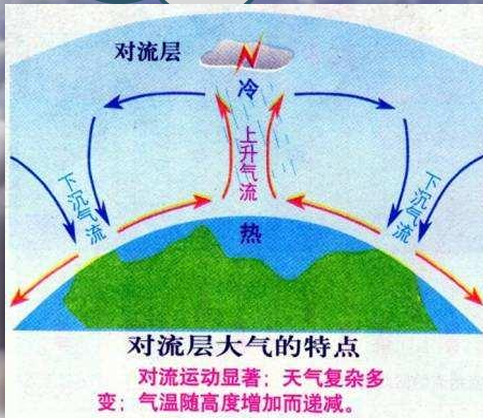 对流层
冷
上升气流
下沉气流
下沉气流
热
对流层大气的特点
对流运动显著；天气复杂多
变；气温随高度增加而递减。